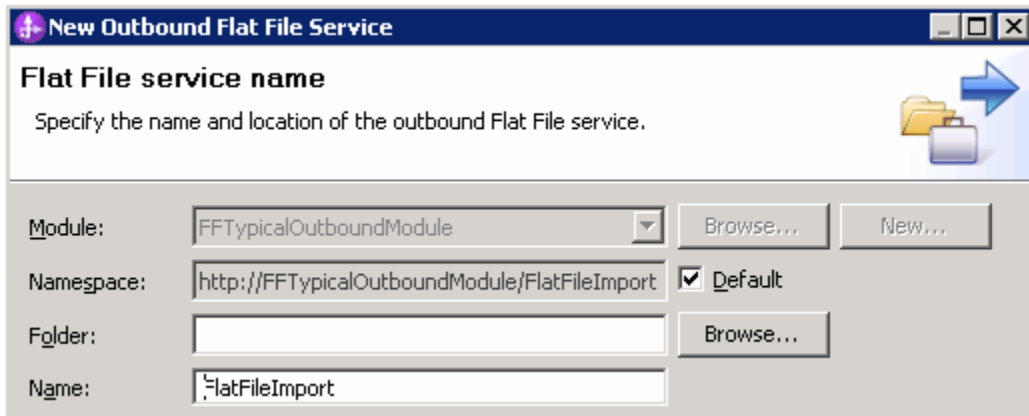 New Outbound Flat File Service
Flat File service name
Specify the name and location of the outbound Flat File service.
Module: FFTypicalOutboundModule Browse... New...
Namespace: http://FFTypicalOutboundModule/FlatFileImport Default
Folder: Browse...
Name: FlatFileImport